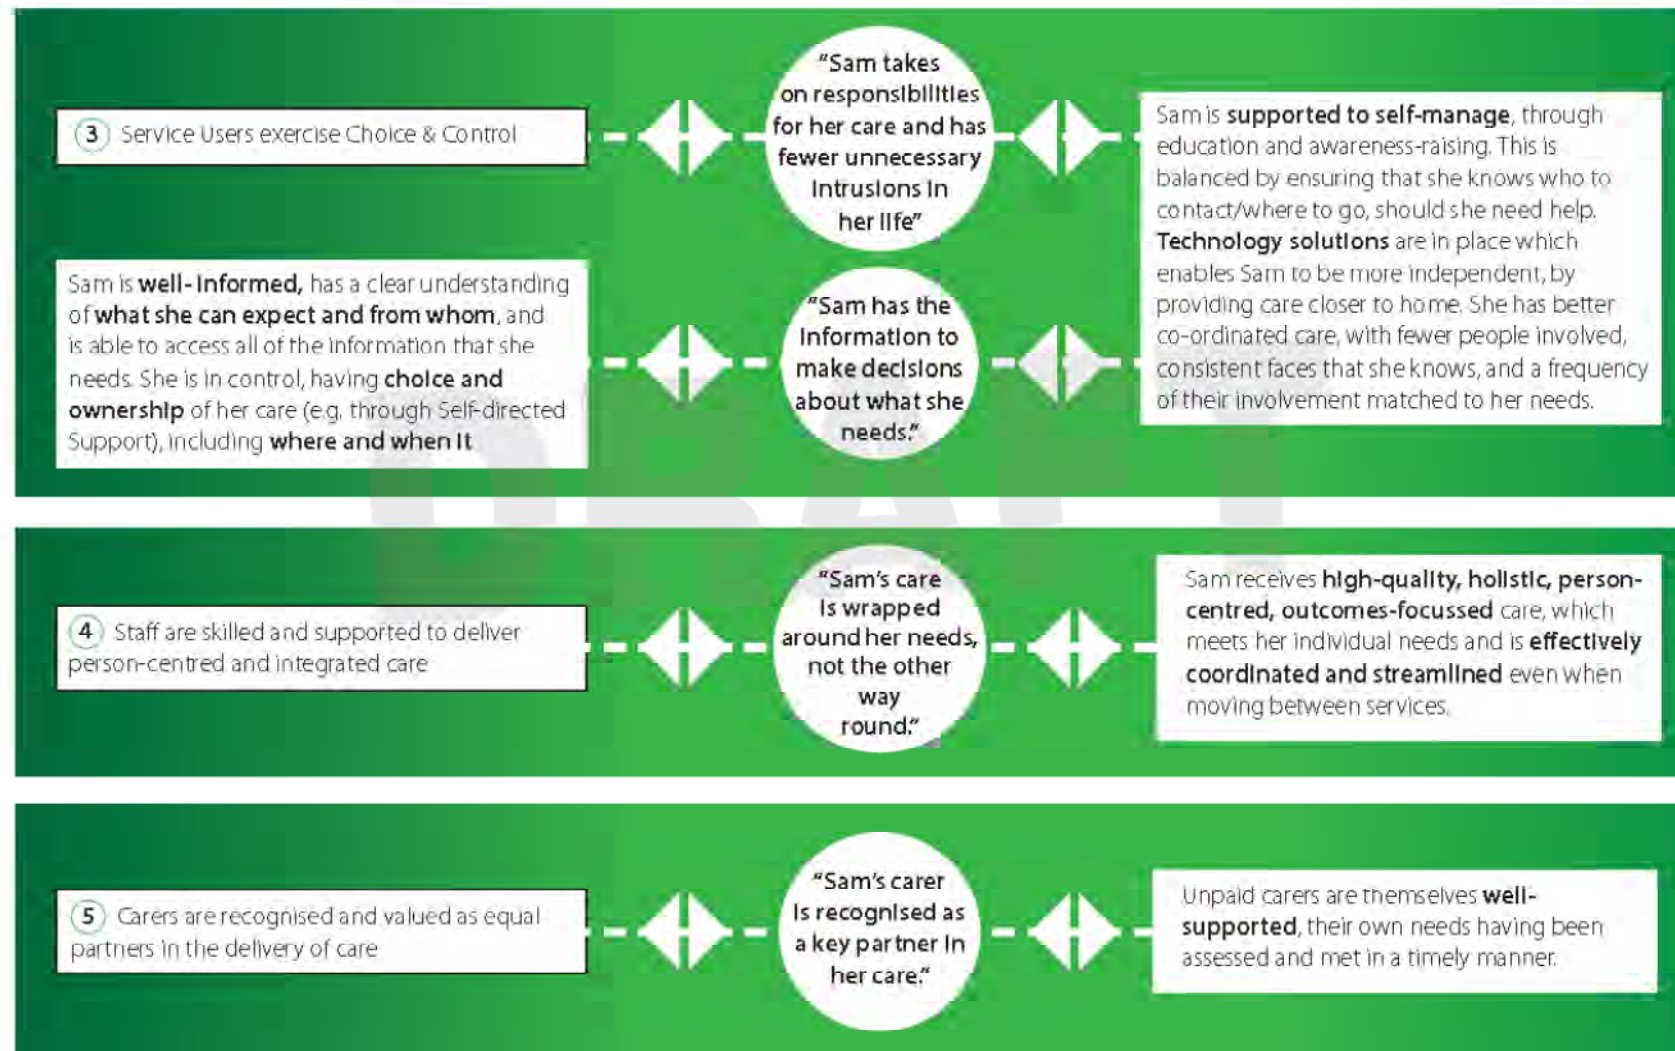 3 Service Users exercise Choice & Control
"Sam takes
on responsibilities
for her care and has
fewer unnecessary
intrusions in
her life"
Sam is supported to self-manage, through
education and awareness-raising. This is
balanced by ensuring that she knows who to
contact/where to go, should she need help.
Technology solutions are in place which
enables Sam to be more independent, by
providing care closer to home. She has better
co-ordinated care, with fewer people involved,
consistent faces that she knows, and a frequency
of their involvement matched to her needs.
Sam is well-informed, has a clear understanding
of what she can expect and from whom, and
is able to access all of the information that she
needs. She is in control, having choice and
ownership of her care (e.g. through Self-directed
Support), including where and when it
"Sam has the
information to
make decisions
about what she
needs."
DRAFT
4 Staff are skilled and supported to deliver
person-centred and integrated care
"Sam's care
is wrapped
around her needs,
not the other
way
round."
Sam receives high-quality, holistic, person-
centred, outcomes-focussed care, which
meets her individual needs and is effectively
coordinated and streamlined even when
moving between services.
5 Carers are recognised and valued as equal
partners in the delivery of care
"Sam's carer
is recognised as
a key partner in
her care."
Unpaid carers are themselves well-
supported, their own needs having been
assessed and met in a timely manner.